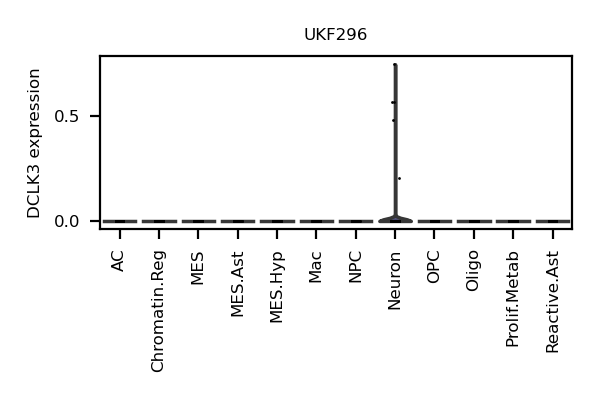 UKF296
DCLK3 expression
0.5
0.0
AC
Chromatin.Reg
MES
MES.Ast
MES.Hyp
Mac
NPC
Neuron
OPC
Oligo
Prolif.Metab
Reactive.Ast